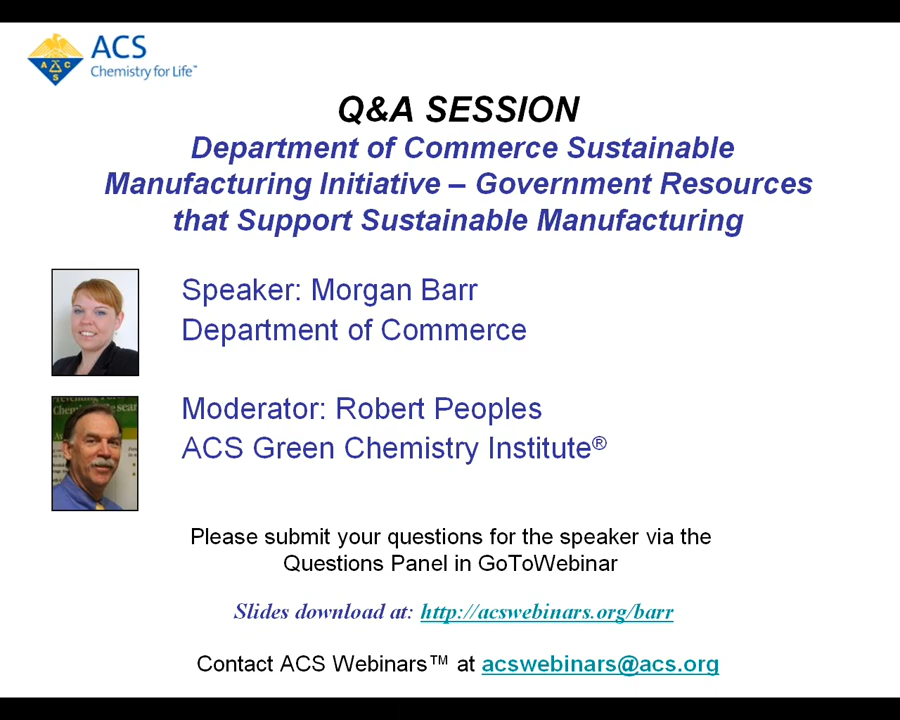 ACS
Chemistry for Life™
A C S
Q&A SESSION
Department of Commerce Sustainable
Manufacturing Initiative – Government Resources
that Support Sustainable Manufacturing
Speaker: Morgan Barr
Department of Commerce
Moderator: Robert Peoples
ACS Green Chemistry Institute®
Please submit your questions for the speaker via the
Questions Panel in GoToWebinar
Slides download at: http://acswebinars.org/barr
Contact ACS Webinars™ at acswebinars@acs.org